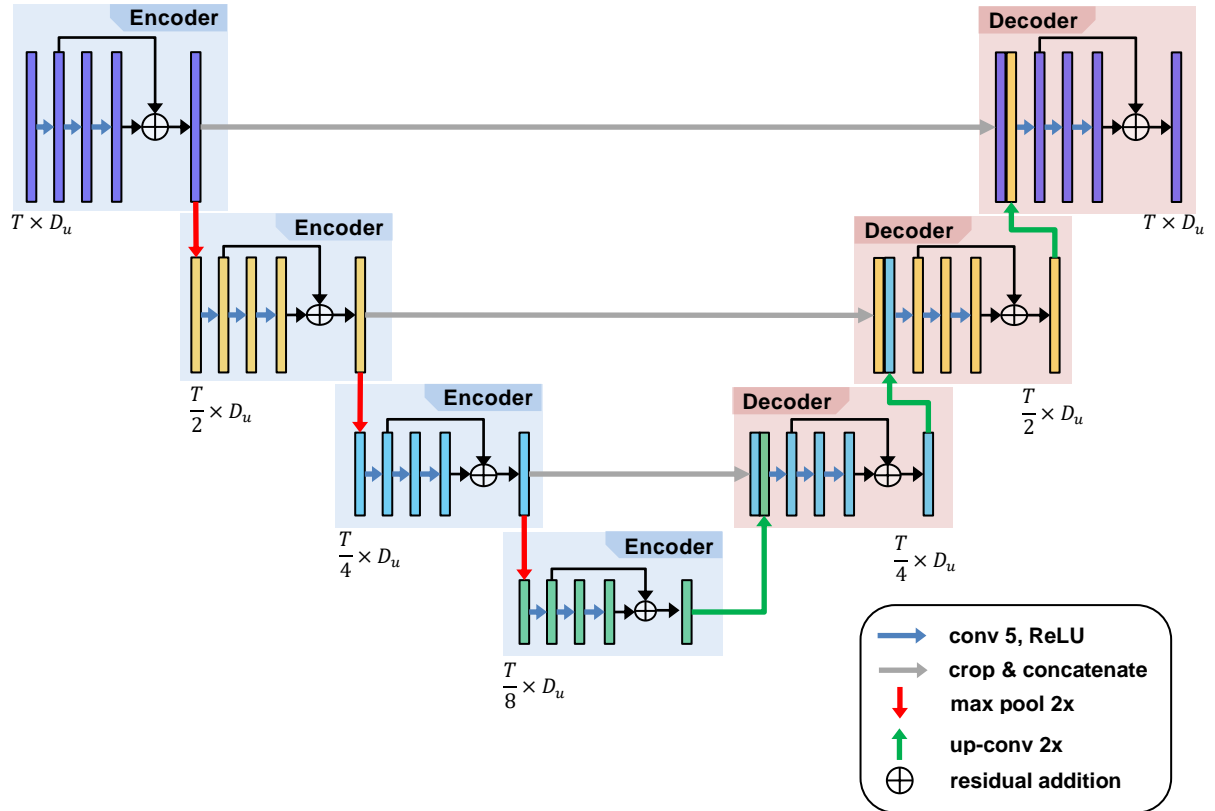 Encoder
Decoder
T × D_u
T × D_u
Encoder
Decoder
T/2 × D_u
T/2 × D_u
Encoder
Decoder
T/4 × D_u
T/4 × D_u
Encoder
T/8 × D_u
conv 5, ReLU
crop & concatenate
max pool 2x
up-conv 2x
residual addition